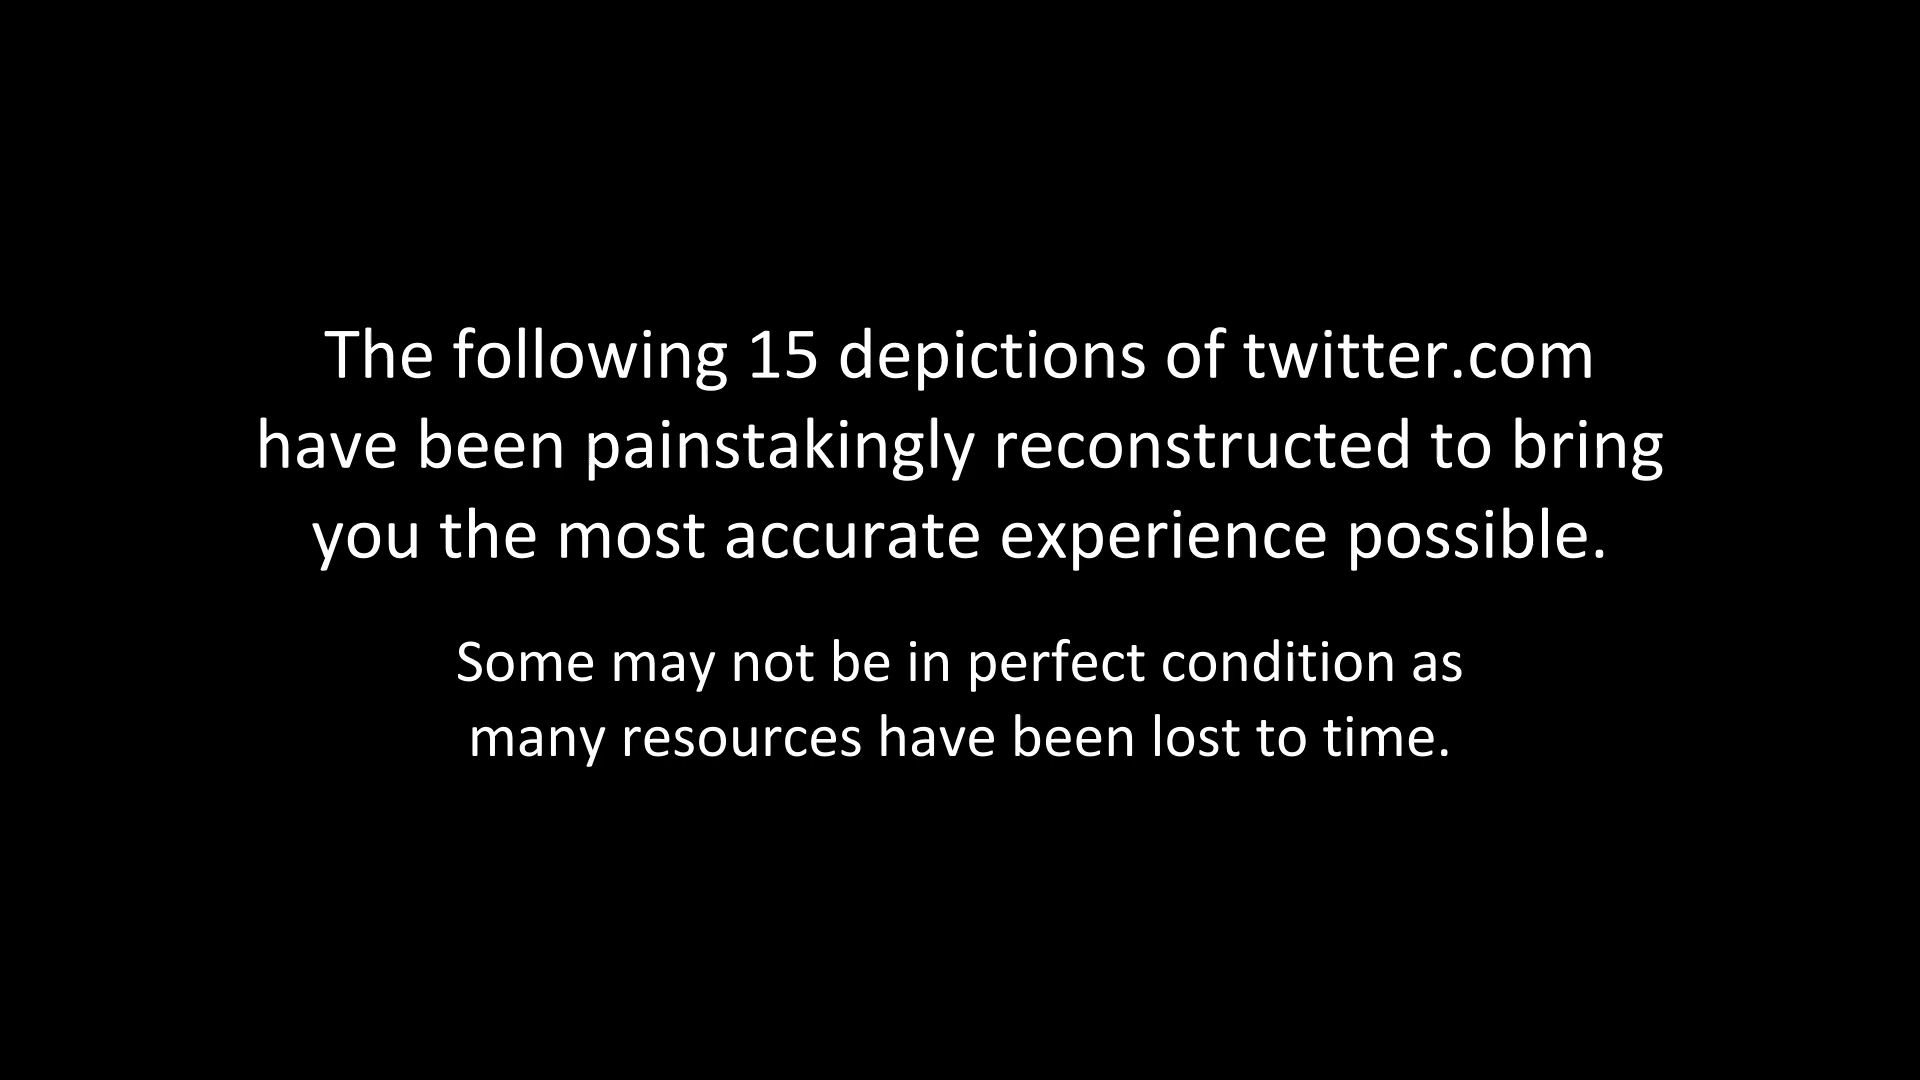 The following 15 depictions of twitter.com
have been painstakingly reconstructed to bring
you the most accurate experience possible.
Some may not be in perfect condition as
many resources have been lost to time.